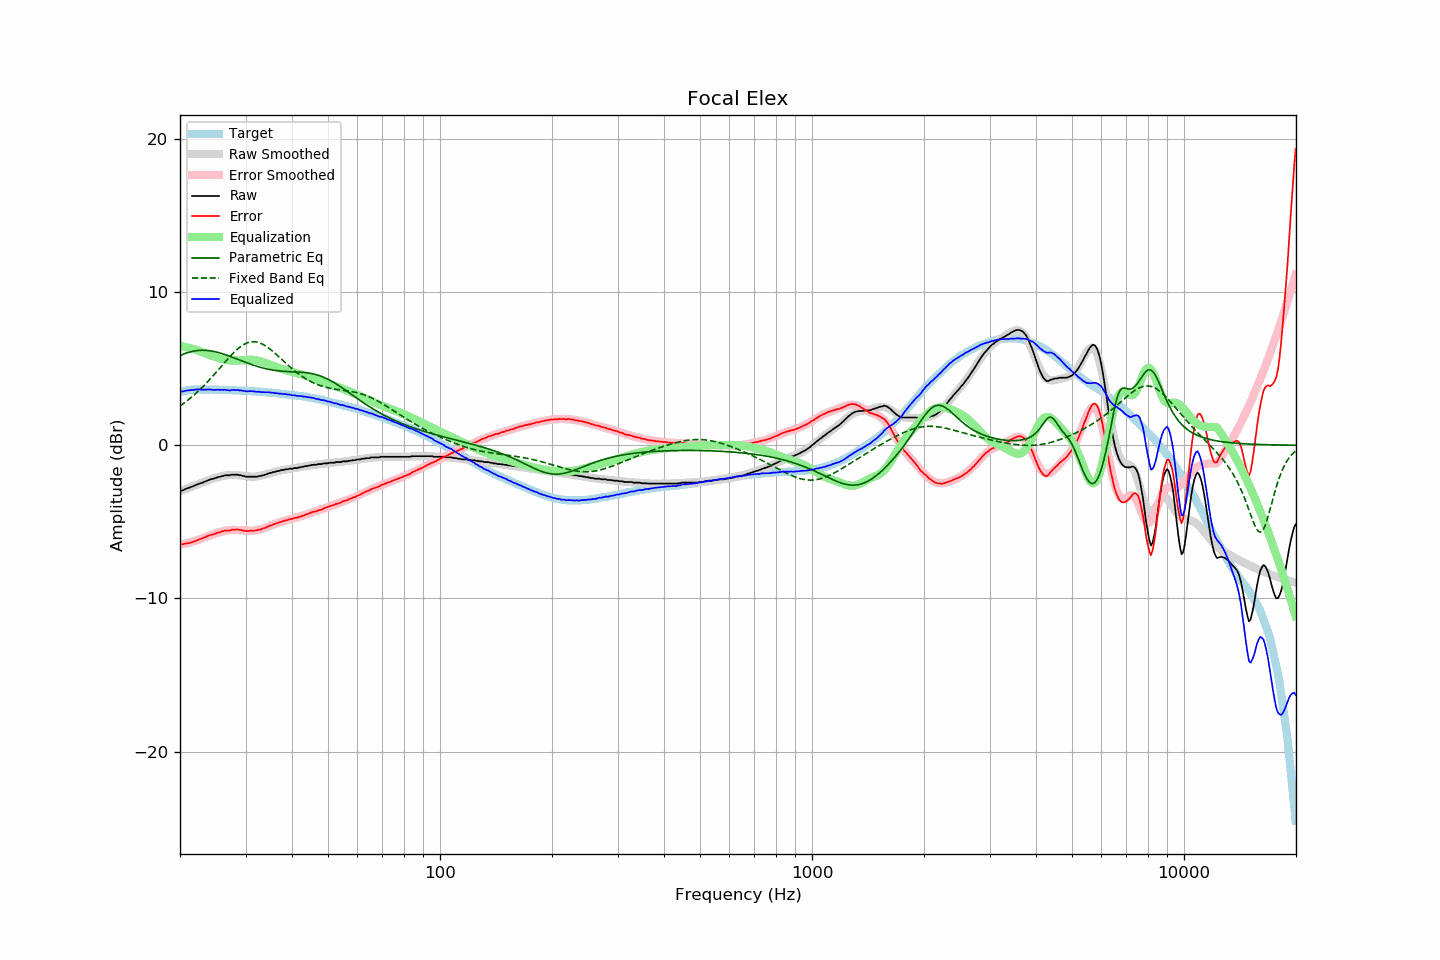 Focal Elex
Target
Raw Smoothed
Error Smoothed
Raw
Error
Equalization
Parametric Eq
Fixed Band Eq
Equalized
20
10
0
−10
−20
Amplitude (dBr)
100
1000
10000
Frequency (Hz)